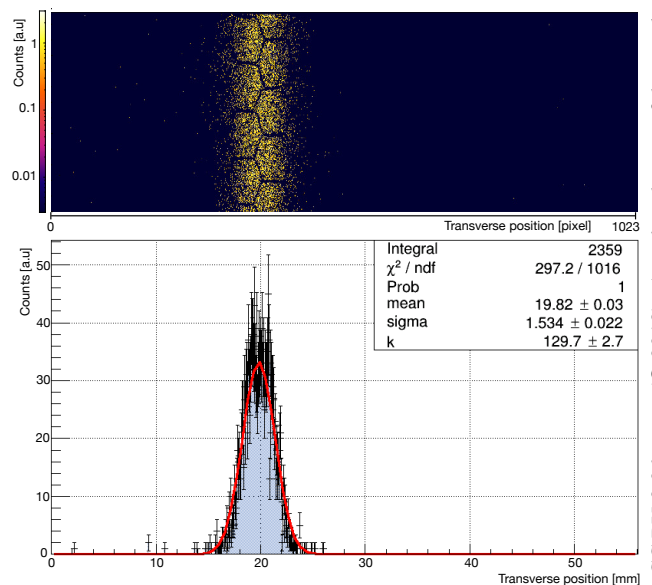 Counts [a.u]
1
0.1
0.01
0
Transverse position [pixel]
1023
Counts [a.u]
50
40
30
20
10
0
Integral 2359
χ² / ndf 297.2 / 1016
Prob 1
mean 19.82 ± 0.03
sigma 1.534 ± 0.022
k 129.7 ± 2.7
0 10 20 30 40 50
Transverse position [mm]